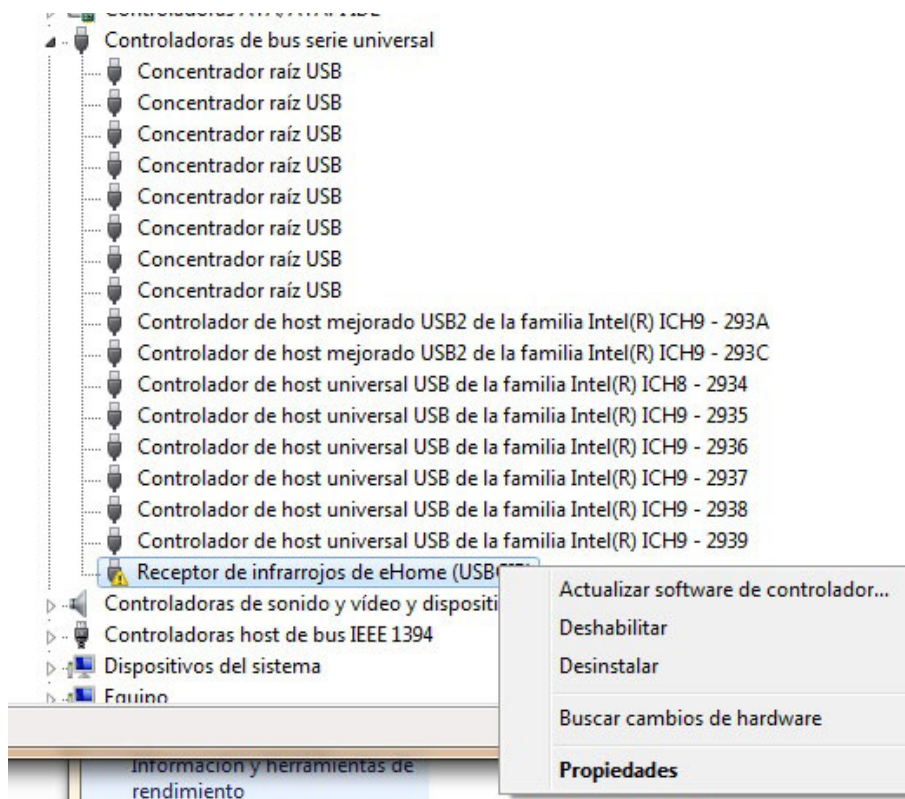 Controladoras ATA/ATAPI IDE
Controladoras de bus serie universal
Concentrador raíz USB
Concentrador raíz USB
Concentrador raíz USB
Concentrador raíz USB
Concentrador raíz USB
Concentrador raíz USB
Concentrador raíz USB
Concentrador raíz USB
Controlador de host mejorado USB2 de la familia Intel(R) ICH9 - 293A
Controlador de host mejorado USB2 de la familia Intel(R) ICH9 - 293C
Controlador de host universal USB de la familia Intel(R) ICH8 - 2934
Controlador de host universal USB de la familia Intel(R) ICH9 - 2935
Controlador de host universal USB de la familia Intel(R) ICH9 - 2936
Controlador de host universal USB de la familia Intel(R) ICH9 - 2937
Controlador de host universal USB de la familia Intel(R) ICH9 - 2938
Controlador de host universal USB de la familia Intel(R) ICH9 - 2939
Receptor de infrarrojos de eHome
Controladoras de sonido y vídeo y
Controladoras host de bus IEEE 1394
Dispositivos del sistema
Equipo
Actualizar software de controlador...
Deshabilitar
Desinstalar
Buscar cambios de hardware
Propiedades
Información y herramientas de
rendimiento